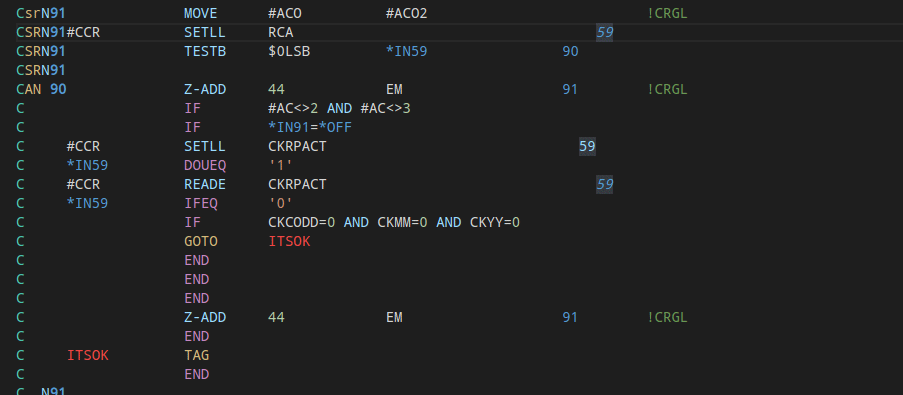 CsrN91 MOVE #ACO #ACO2 !CRGL
CSRN91#CCR SETLL RCA 59
CSRN91 TESTB $0LSB *IN59 90
CSRN91
CAN 90 Z-ADD 44 EM 91 !CRGL
C IF #AC<>2 AND #AC<>3
C IF *IN91=*OFF
C #CCR SETLL CKRPACT 59
C *IN59 DOUEQ '1'
C #CCR READE CKRPACT 59
C *IN59 IFEQ '0'
C IF CKCODD=0 AND CKMM=0 AND CKYY=0
C GOTO ITSOK
C END
C END
C END
C Z-ADD 44 EM 91 !CRGL
C END
C ITSOK TAG
C END
C N91